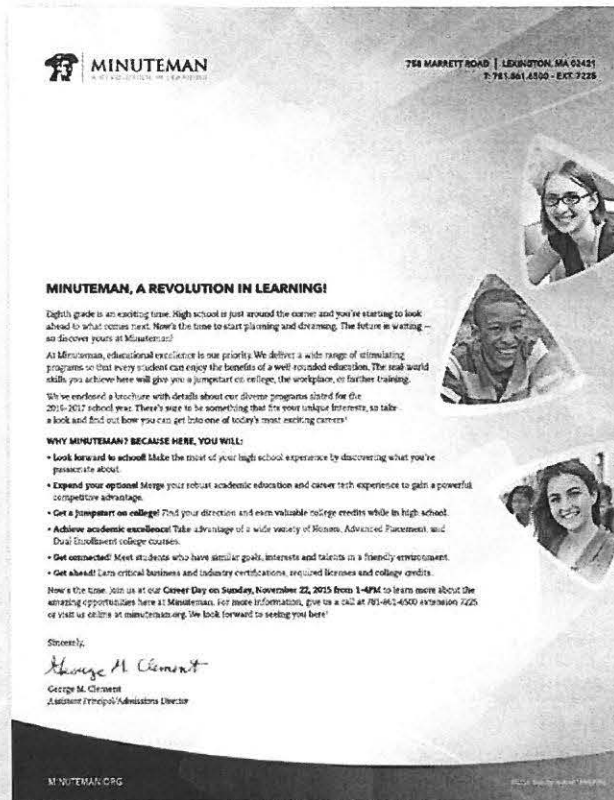 MINUTEMAN
A REVOLUTION IN LEARNING
758 MARRETT ROAD | LEXINGTON, MA 02421
T: 781.861.6500 - EXT. 7225
MINUTEMAN, A REVOLUTION IN LEARNING!
Eighth grade is an exciting time. High school is just around the corner and you're starting to look
ahead to what comes next. Now's the time to start planning and dreaming. The future is waiting –
so discover yours at Minuteman!
At Minuteman, educational excellence is our priority. We deliver a wide range of stimulating
programs so that every student can enjoy the benefits of a well-rounded education. The real-world
skills you achieve here will give you a jumpstart on college, the workplace, or further training.
We've enclosed a brochure with details about our diverse programs slated for the
2016-2017 school year. There's sure to be something that fits your unique interests, so take
a look and find out how you can get into one of today's most exciting careers!
WHY MINUTEMAN? BECAUSE HERE, YOU WILL:
• Look forward to school! Make the most of your high school experience by discovering what you're
passionate about.
• Expand your options! Merge your robust academic education and career tech experience to gain a powerful
competitive advantage.
• Get a jumpstart on college! Find your direction and earn valuable college credits while in high school.
• Achieve academic excellence! Take advantage of a wide variety of Honors, Advanced Placement, and
Dual Enrollment college courses.
• Get connected! Meet students who have similar goals, interests and talents in a friendly environment.
• Get ahead! Earn critical business and industry certifications, required licenses and college credits.
Now's the time. Join us at our Career Day on Sunday, November 22, 2015 from 1-4PM to learn more about the
amazing opportunities here at Minuteman. For more information, give us a call at 781-861-6500 extension 7225
or visit us online at minuteman.org. We look forward to seeing you here!
Sincerely,
George M. Clement
George M. Clement
Assistant Principal/Admissions Director
MINUTEMAN.ORG